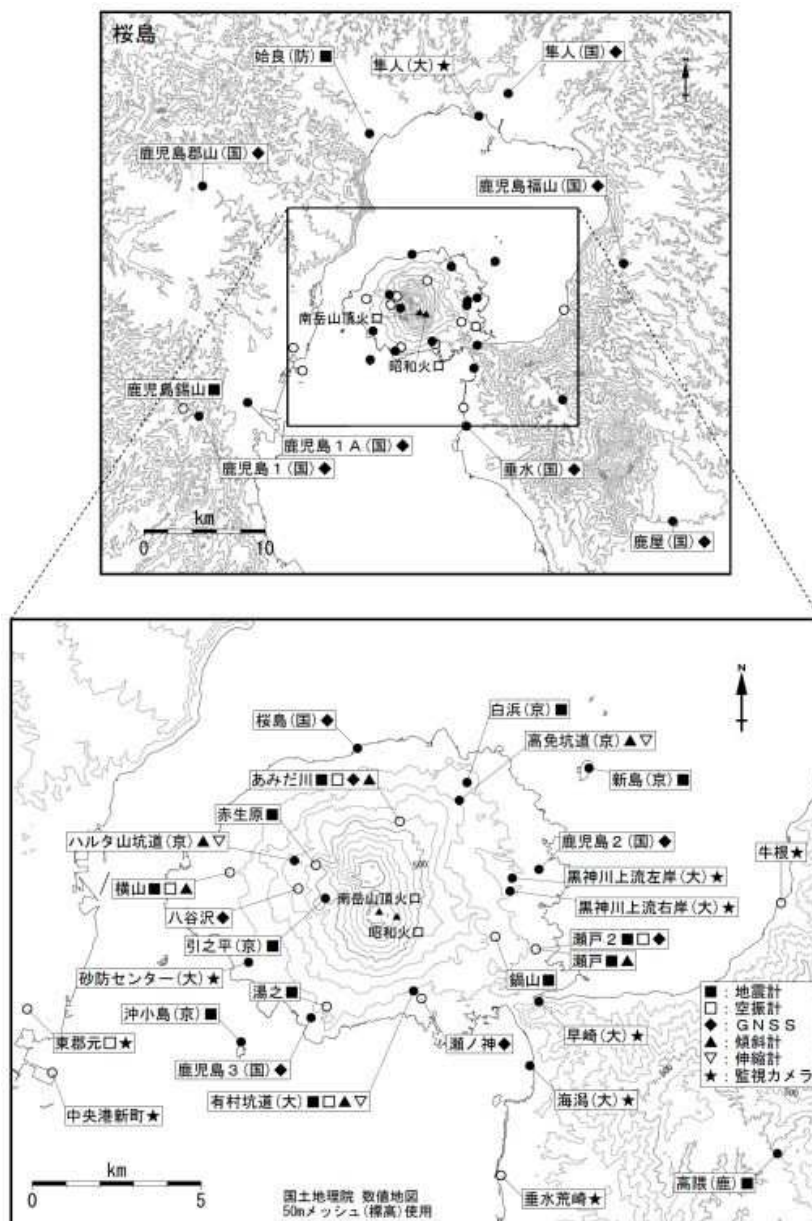 桜島
姶良(防)■
隼人(大)★
隼人(国)◆
鹿児島郡山(国)◆
鹿児島福山(国)◆
南岳山頂火口
昭和火口
鹿児島錫山■
鹿児島1A(国)◆
鹿児島1(国)◆
垂水(国)◆
鹿屋(国)◆
km
0 10
N
白浜(京)■
桜島(国)◆
高免坑道(京)▲▽
あみだ川■□◆▲
新島(京)■
赤生原■
ハルタ山坑道(京)▲▽
鹿児島2(国)◆
牛根★
500
黒神川上流左岸(大)★
横山■□▲
南岳山頂火口
黒神川上流右岸(大)★
八谷沢◆
昭和火口
引之平(京)■
瀬戸2■□◆
瀬戸■▲
砂防センター(大)★
鍋山■
湯之■
■:地震計
□:空振計
◆:GNSS
▲:傾斜計
▽:伸縮計
★:監視カメラ
沖小島(京)■
東郡元□★
早崎(大)★
瀬ノ神◆
鹿児島3(国)◆
中央港新町★
有村坑道(大)■□▲▽
海潟(大)★
km
0 5
国土地理院 数値地図
50mメッシュ(標高)使用
垂水荒崎★
高隈(鹿)■